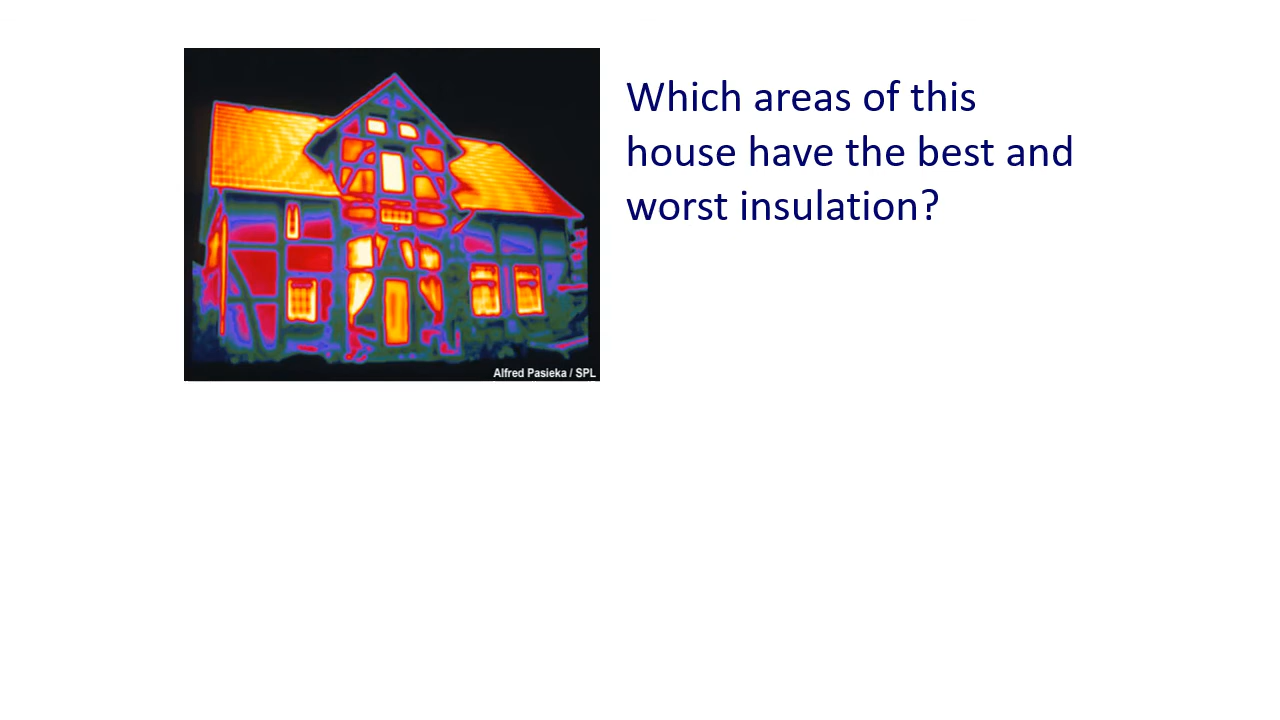 Which areas of this
house have the best and
worst insulation?
Alfred Pasieka / SPL